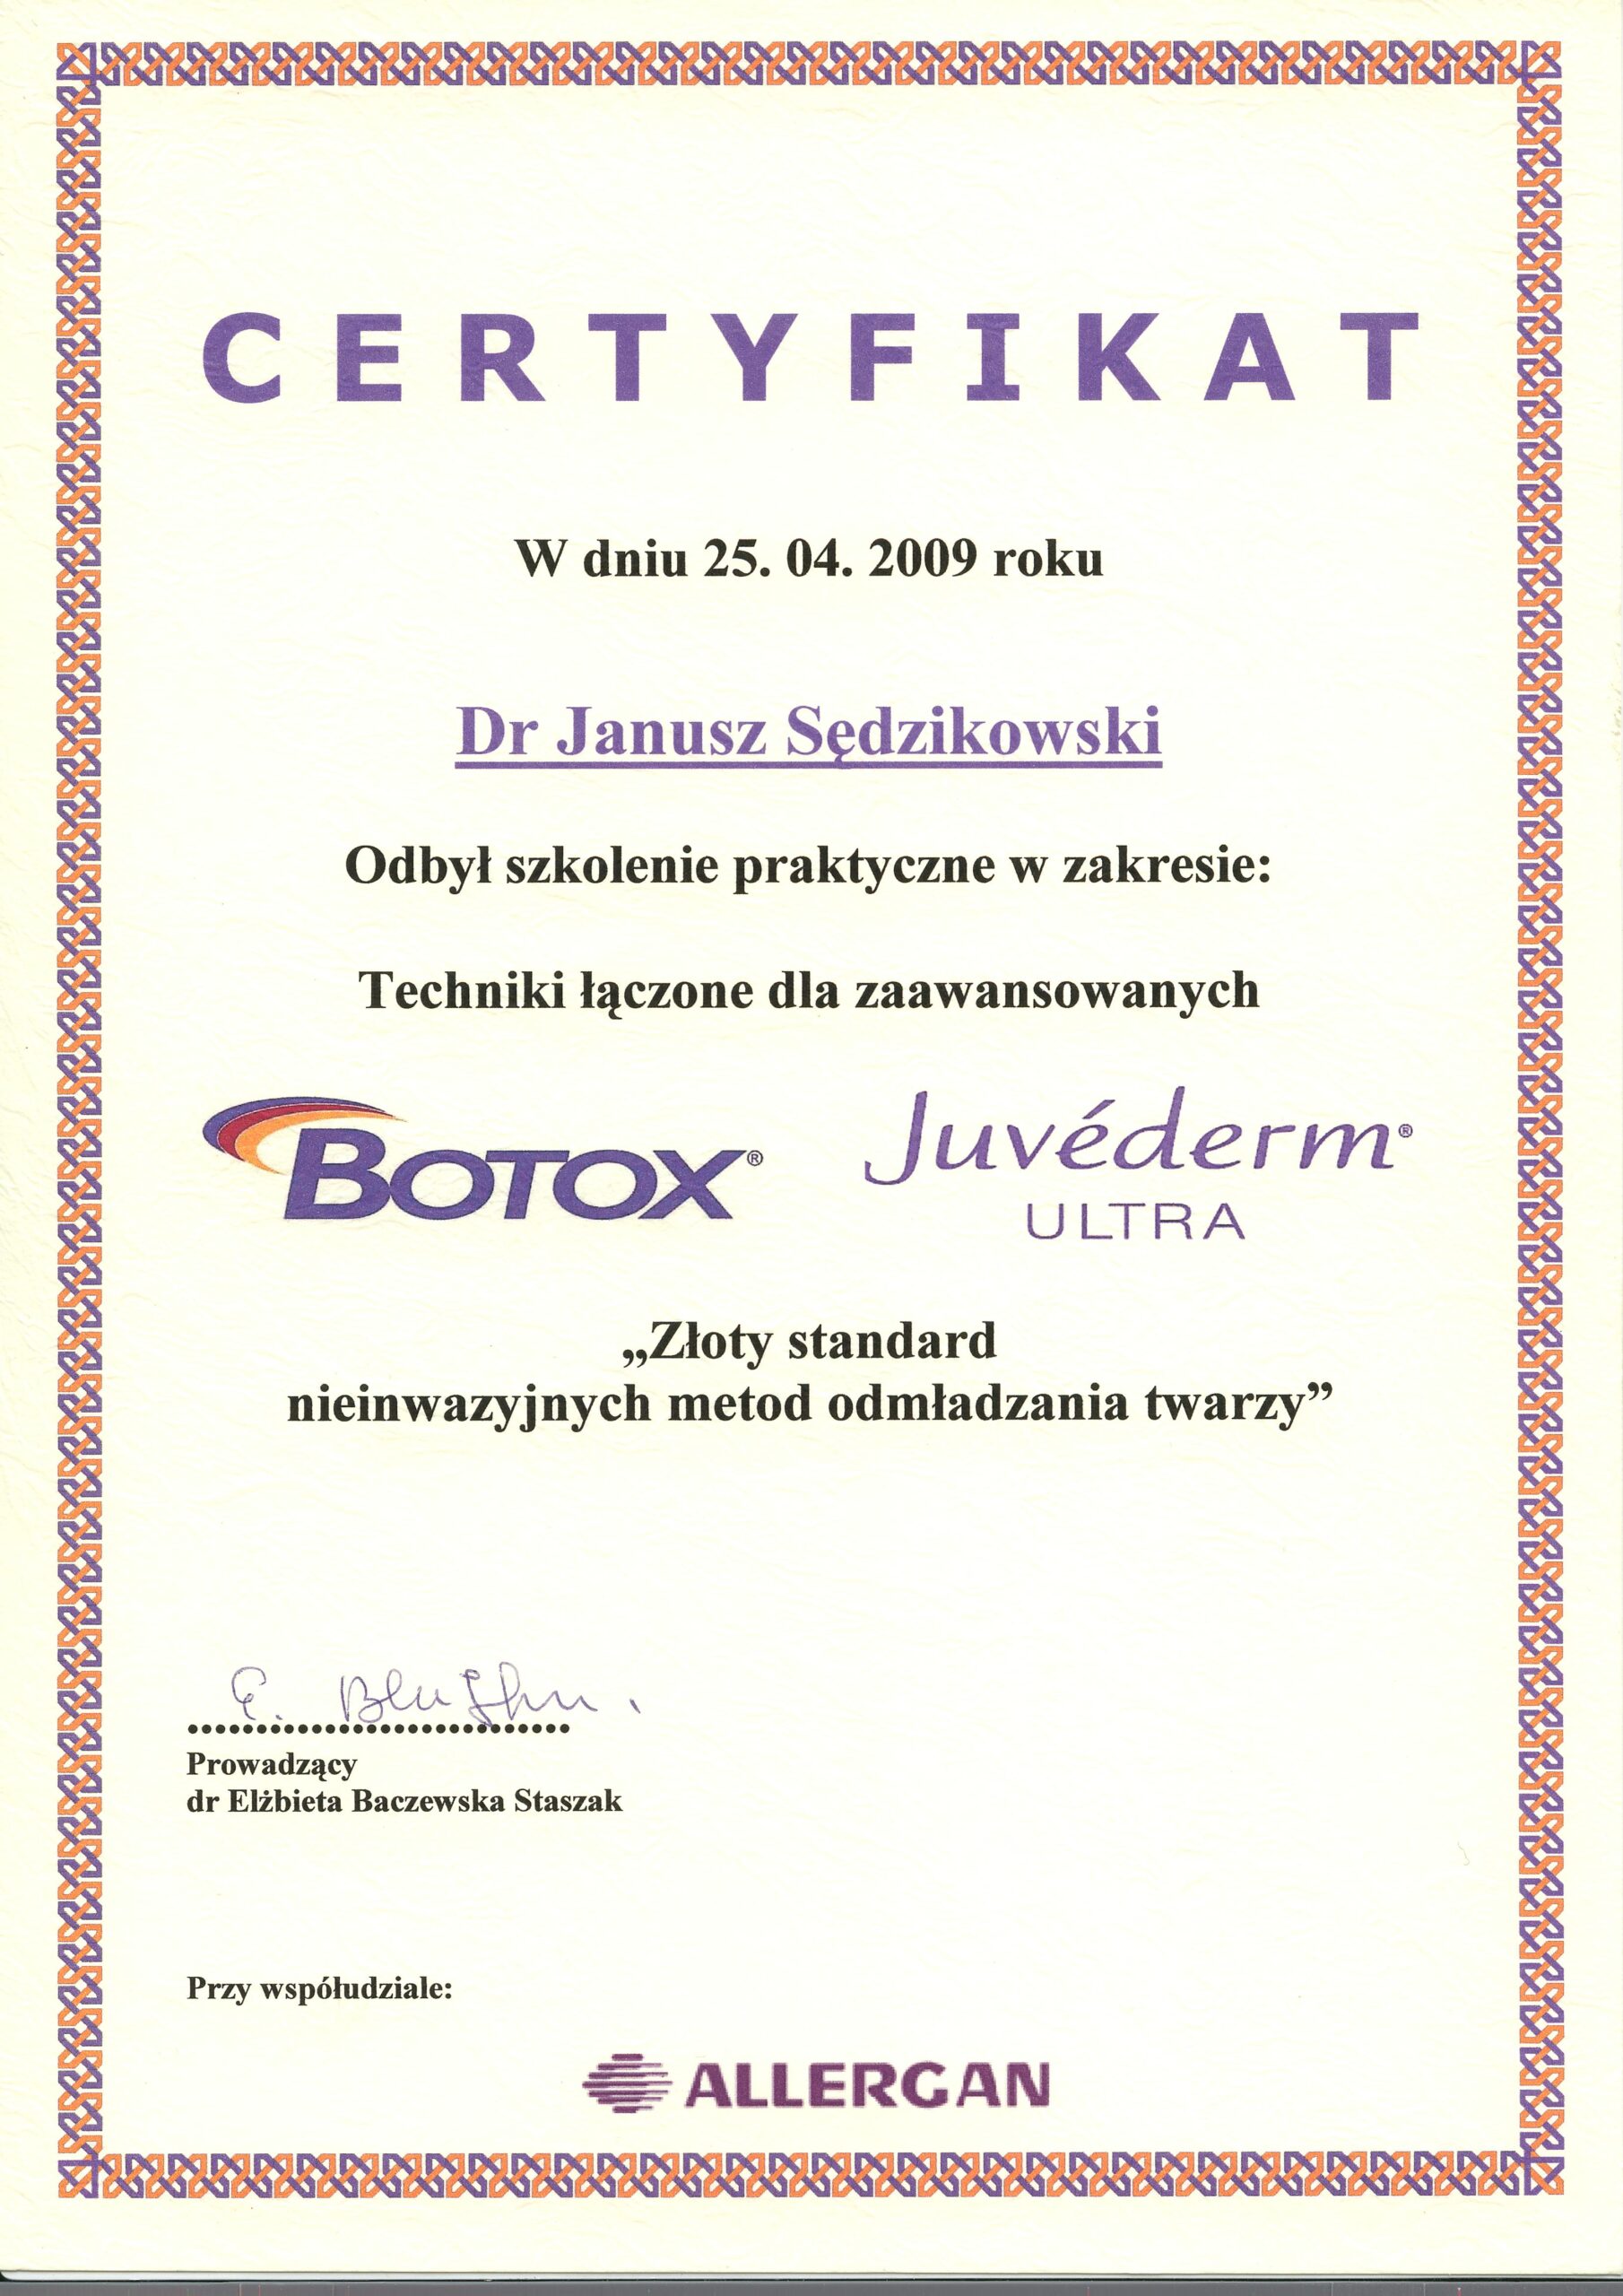 CERTYFIKAT
W dniu 25. 04. 2009 roku
Dr Janusz Sędzikowski
Odbył szkolenie praktyczne w zakresie:
Techniki łączone dla zaawansowanych
BOTOX® Juvéderm®
ULTRA
„Złoty standard
nieinwazyjnych metod odmładzania twarzy”
E.
Prowadzący
dr Elżbieta Baczewska Staszak
Przy współudziale:
ALLERGAN